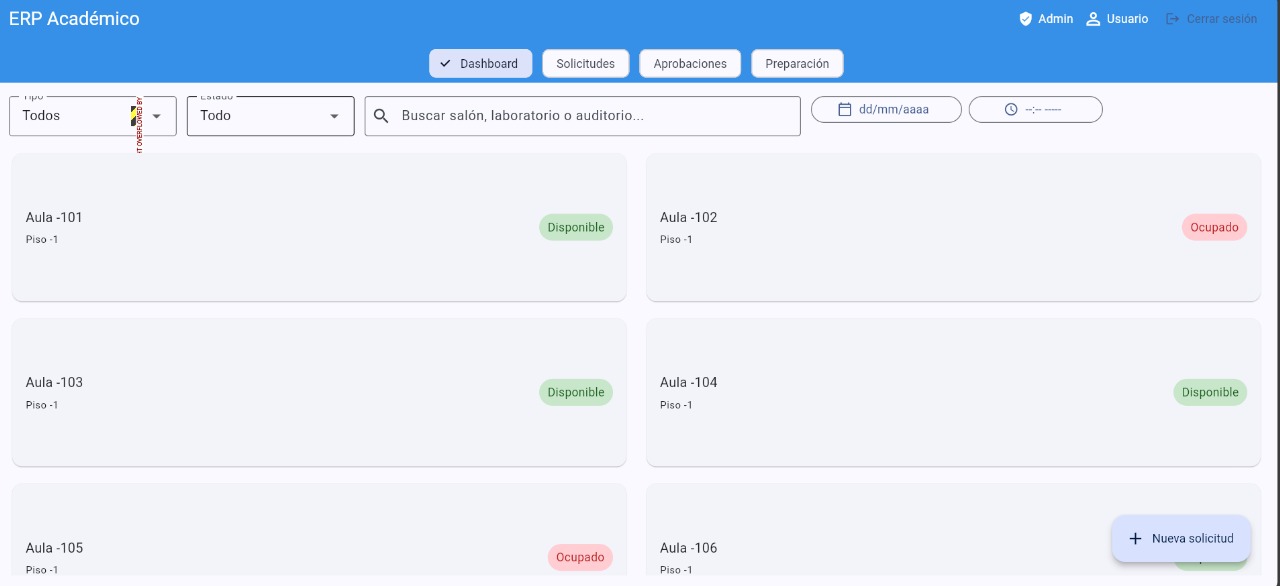 ERP Académico
Admin Usuario Cerrar sesión
Dashboard Solicitudes Aprobaciones Preparación
Tipo Estado
Todos Todo Buscar salón, laboratorio o auditorio... dd/mm/aaaa --:-- -----
OVERFLOWED BY
Aula -101
Piso -1
Disponible
Aula -102
Piso -1
Ocupado
Aula -103
Piso -1
Disponible
Aula -104
Piso -1
Disponible
Aula -105
Piso -1
Ocupado
Aula -106
Piso -1
Nueva solicitud